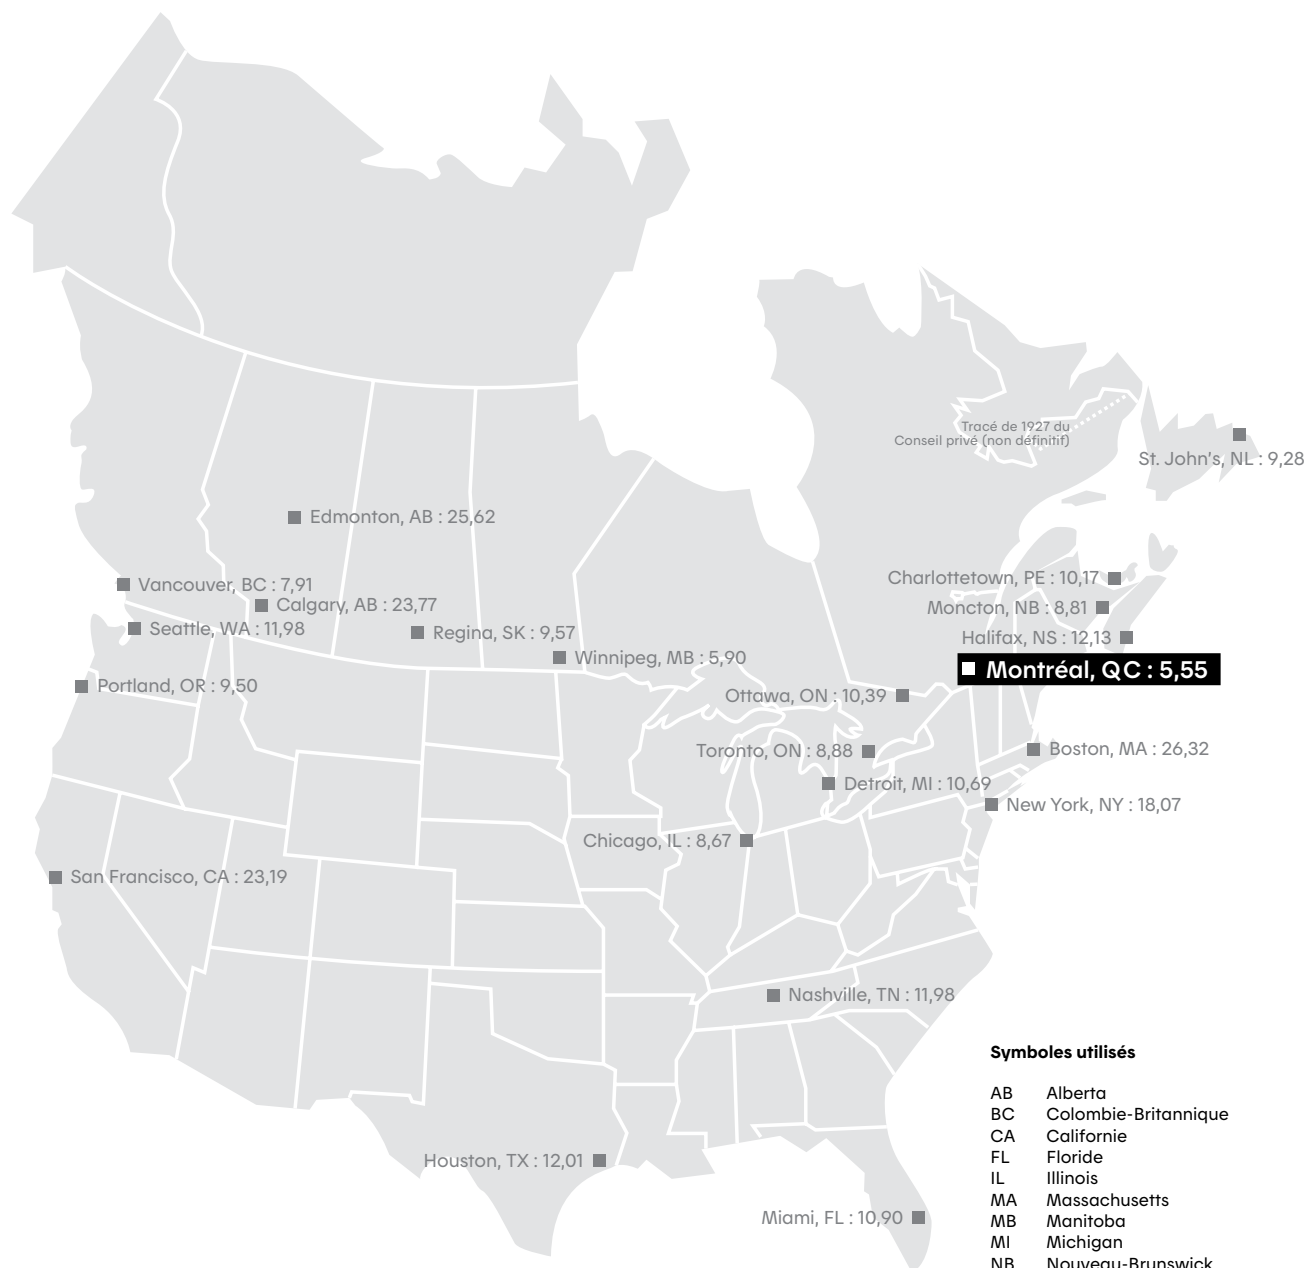 Tracé de 1927 du
Conseil privé (non définitif)
St. John's, NL : 9,28
Edmonton, AB : 25,62
Charlottetown, PE : 10,17
Vancouver, BC : 7,91
Calgary, AB : 23,77
Moncton, NB : 8,81
Seattle, WA : 11,98
Regina, SK : 9,57
Halifax, NS : 12,13
Winnipeg, MB : 5,90
Montréal, QC : 5,55
Portland, OR : 9,50
Ottawa, ON : 10,39
Toronto, ON : 8,88
Boston, MA : 26,32
Detroit, MI : 10,69
New York, NY : 18,07
Chicago, IL : 8,67
San Francisco, CA : 23,19
Nashville, TN : 11,98
Houston, TX : 12,01
Miami, FL : 10,90
Symboles utilisés
AB Alberta
BC Colombie-Britannique
CA Californie
FL Floride
IL Illinois
MA Massachusetts
MB Manitoba
MI Michigan
NB Nouveau-Brunswick